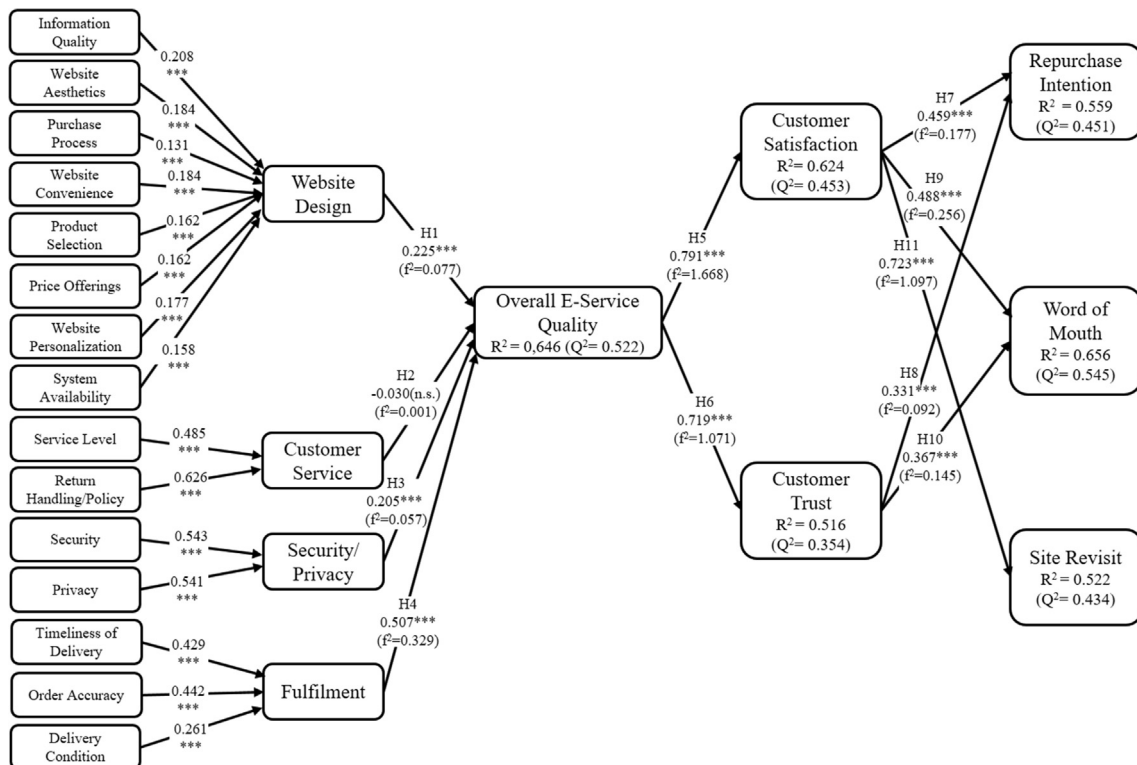 Information
Quality
0.208
***
Website
Aesthetics
0.184
***
Purchase
Process
0.131
***
Website
Convenience
0.184
***
Product
Selection
0.162
***
Price Offerings
0.162
***
Website
Personalization
0.177
***
System
Availability
0.158
***
Website
Design
Service Level
0.485
***
Return
Handling/Policy
0.626
***
Customer
Service
Security
0.543
***
Privacy
0.541
***
Security/
Privacy
Timeliness of
Delivery
0.429
***
Order Accuracy
0.442
***
Delivery
Condition
0.261
***
Fulfilment
H1
0.225***
(f²=0.077)
H2
-0.030(n.s.)
(f²=0.001)
H3
0.205***
(f²=0.057)
H4
0.507***
(f²=0.329)
Overall E-Service
Quality
R² = 0,646 (Q²= 0.522)
H5
0.791***
(f²=1.668)
H6
0.719***
(f²=1.071)
Customer
Satisfaction
R²= 0.624
(Q²= 0.453)
Customer
Trust
R² = 0.516
(Q²= 0.354)
H7
0.459***
(f²=0.177)
H9
0.488***
(f²=0.256)
H11
0.723***
(f²=1.097)
H8
0.331***
(f²=0.092)
H10
0.367***
(f²=0.145)
Repurchase
Intention
R² = 0.559
(Q²= 0.451)
Word of
Mouth
R² = 0.656
(Q²= 0.545)
Site Revisit
R² = 0.522
(Q²= 0.434)